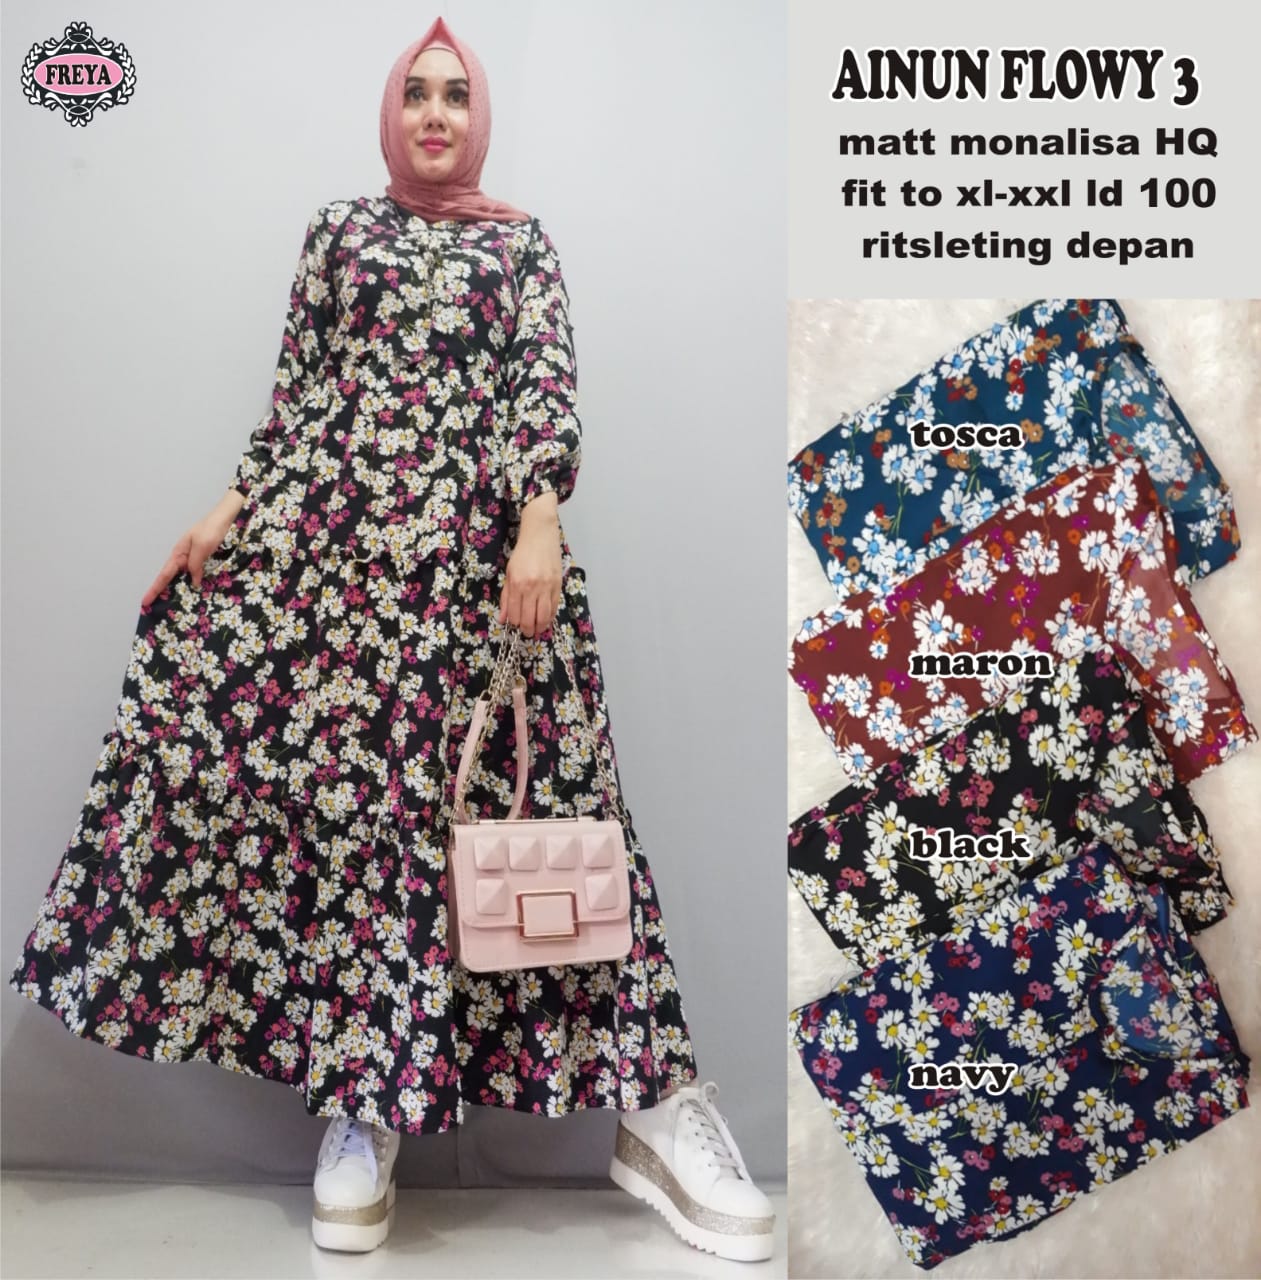 FREYA
AINUN FLOWY 3
matt monalisa HQ
fit to xl-xxl ld 100
ritsleting depan
tosca
maron
black
navy